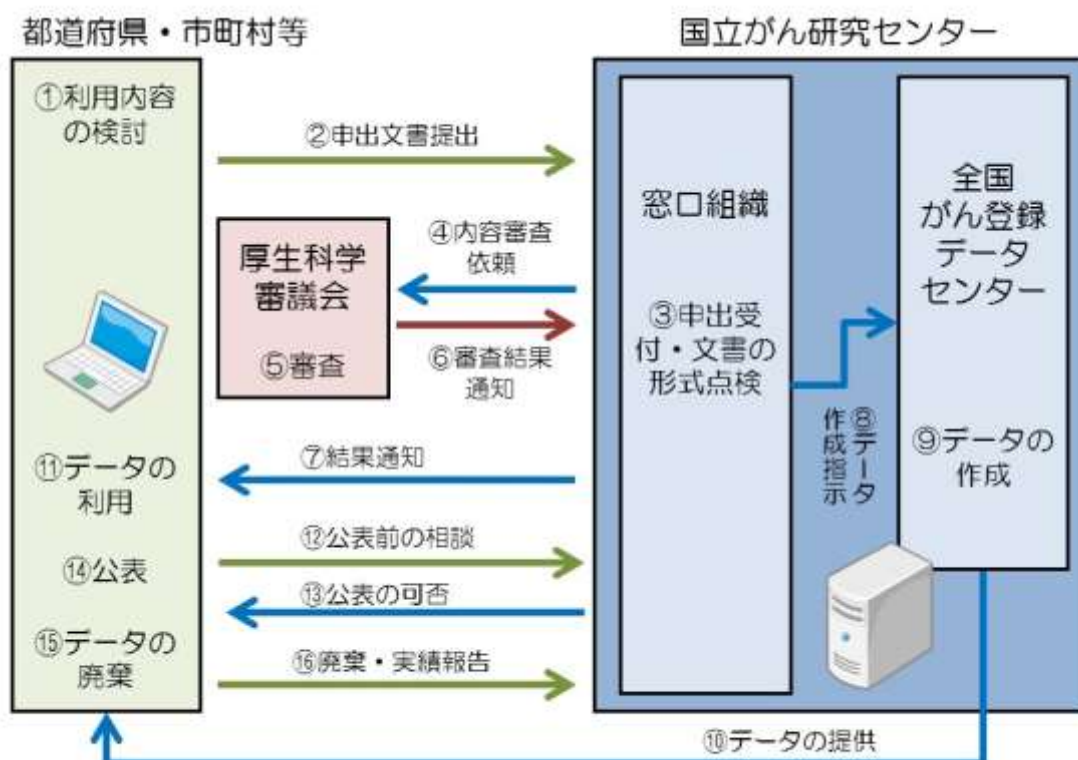 都道府県・市町村等
国立がん研究センター
①利用内容
の検討
②申出文書提出
窓口組織
全国
がん登録
データ
センター
厚生科学
審議会
④内容審査
依頼
③申出受
付・文書の
形式点検
⑤審査
⑥審査結果
通知
⑧データ
作成指示
⑨データの
作成
⑦結果通知
⑪データの
利用
⑫公表前の相談
⑭公表
⑬公表の可否
⑮データの
廃棄
⑯廃棄・実績報告
⑩データの提供